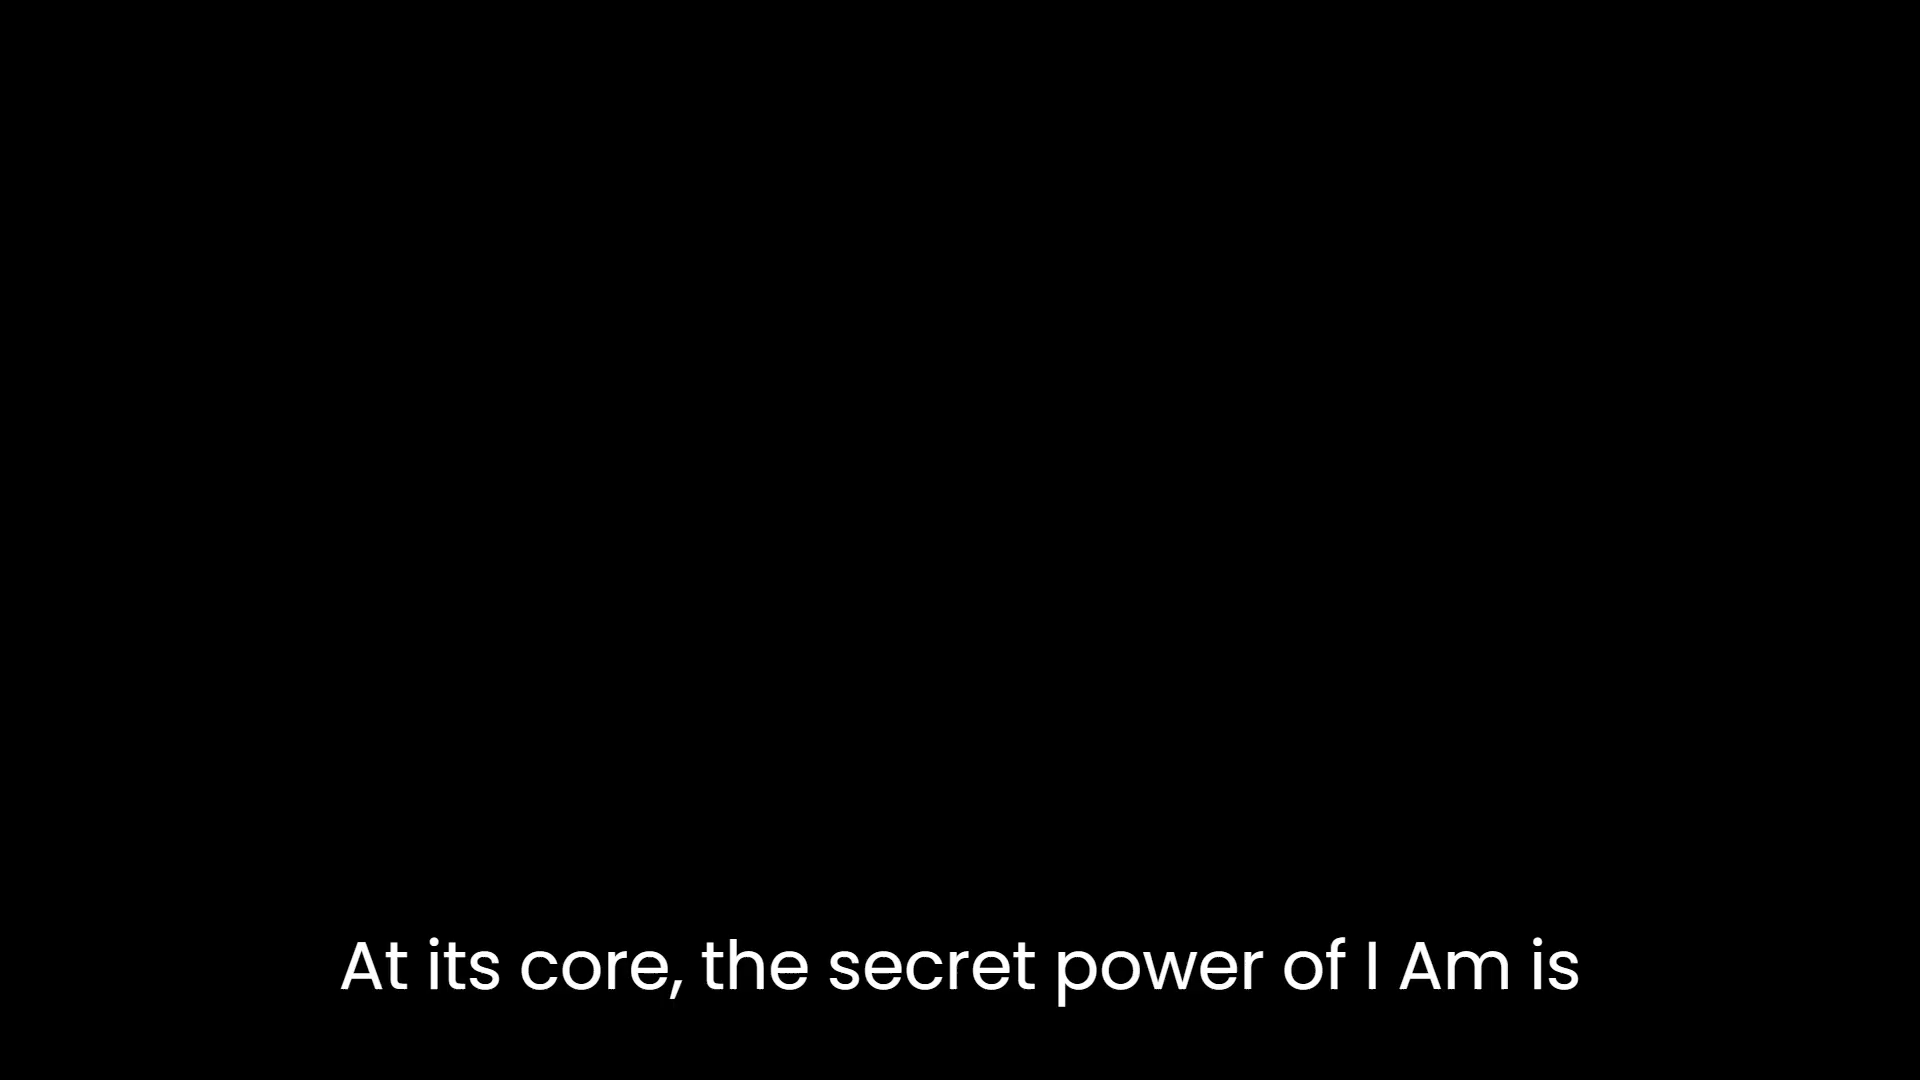 At its core, the secret power of I Am is